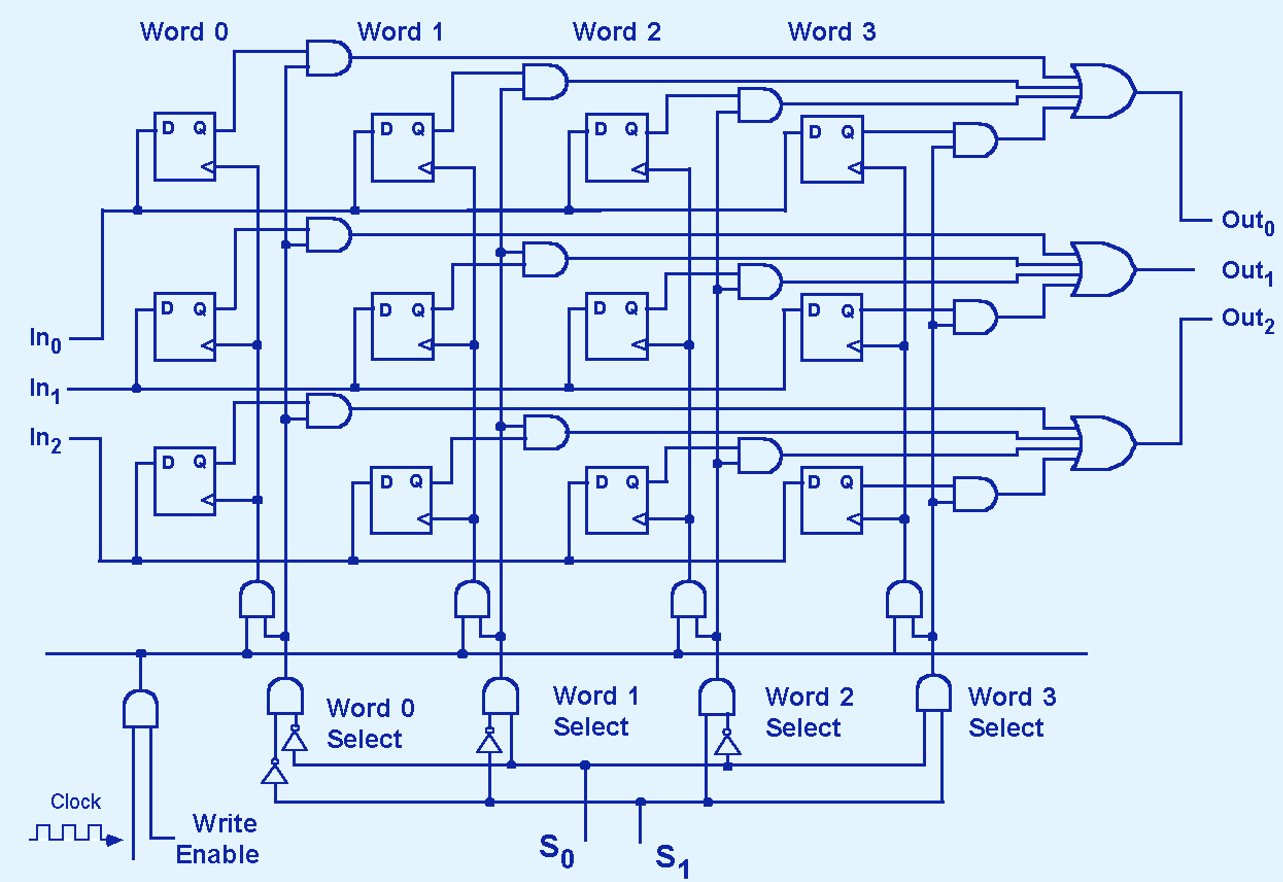 Word 0 Word 1 Word 2 Word 3
D Q D Q D Q D Q
Out₀
D Q D Q D Q D Q
Out₁
In₀
Out₂
In₁
In₂
D Q D Q D Q D Q
Word 0
Select
Word 1
Select
Word 2
Select
Word 3
Select
Clock
Write
Enable
S₀
S₁